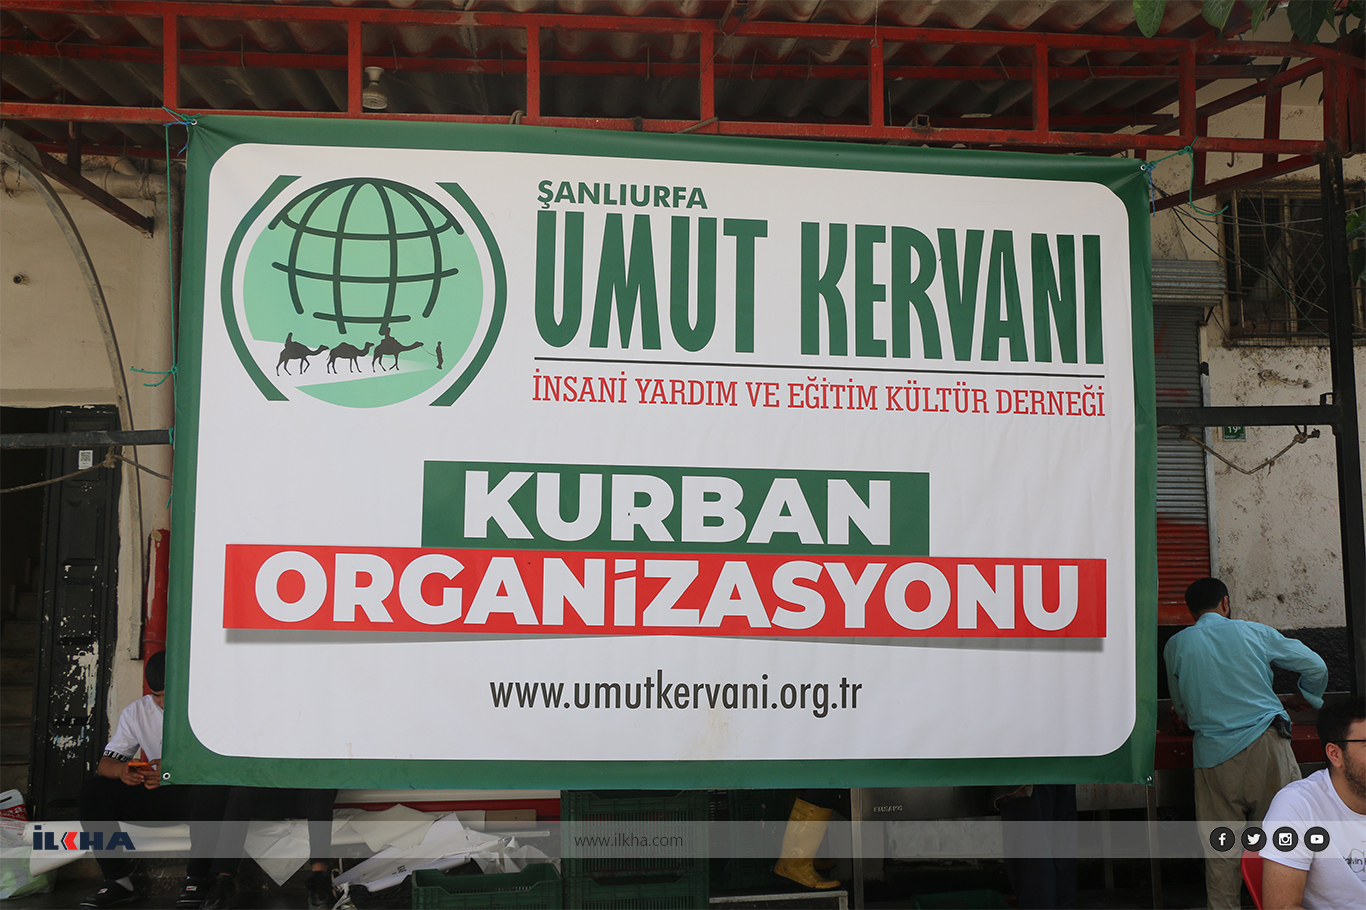 ŞANLIURFA
UMUT KERVANI
İNSANİ YARDIM VE EĞİTİM KÜLTÜR DERNEĞİ
KURBAN
ORGANİZASYONU
www.umutkervani.org.tr
19
İLKHA
www.ilkha.com